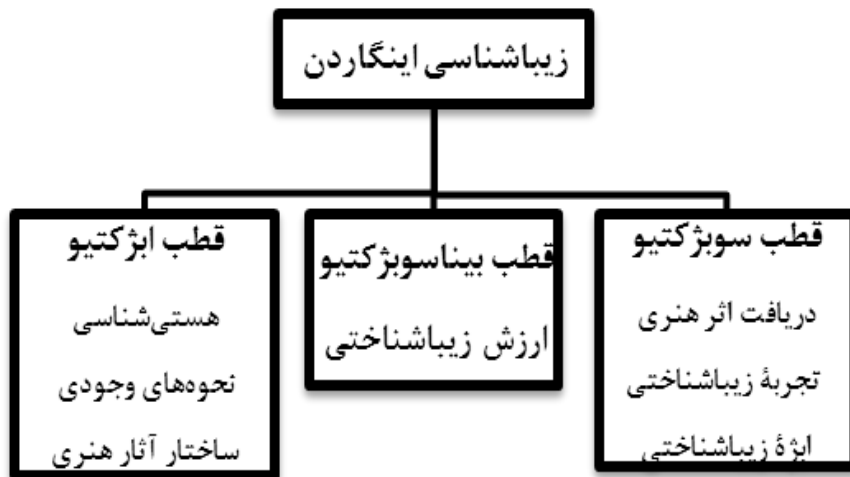 زیباشناسی اینگاردن
قطب سوبژکتیو
دریافت اثر هنری
تجربهٔ زیباشناختی
ابژهٔ زیباشناختی
قطب بیناسوبژکتیو
ارزش زیباشناختی
قطب ابژکتیو
هستی‌شناسی
نحوه‌های وجودی
ساختار آثار هنری